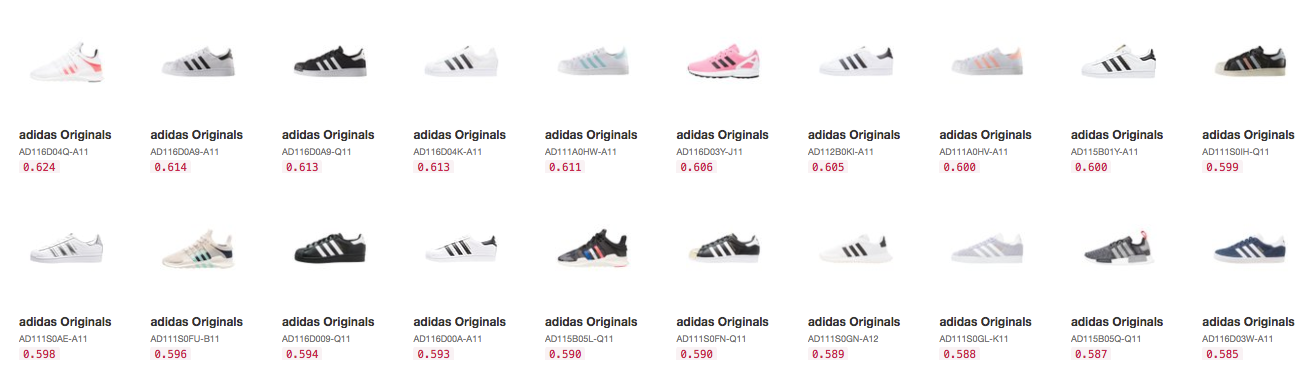 adidas Originals adidas Originals adidas Originals adidas Originals adidas Originals adidas Originals adidas Originals adidas Originals adidas Originals adidas Originals
AD116D04Q-A11 AD116D0A9-A11 AD116D0A9-Q11 AD116D04K-A11 AD111A0HW-A11 AD116D03Y-J11 AD112B0KI-A11 AD111A0HV-A11 AD115B01Y-A11 AD111S0IH-Q11
0.624 0.614 0.613 0.613 0.611 0.606 0.605 0.600 0.600 0.599
adidas Originals adidas Originals adidas Originals adidas Originals adidas Originals adidas Originals adidas Originals adidas Originals adidas Originals adidas Originals
AD111S0AE-A11 AD111S0FU-B11 AD116D009-Q11 AD116D00A-A11 AD115B05L-Q11 AD111S0FN-Q11 AD111S0GN-A12 AD111S0GL-K11 AD115B05Q-Q11 AD116D03W-A11
0.598 0.596 0.594 0.593 0.590 0.590 0.589 0.588 0.587 0.585